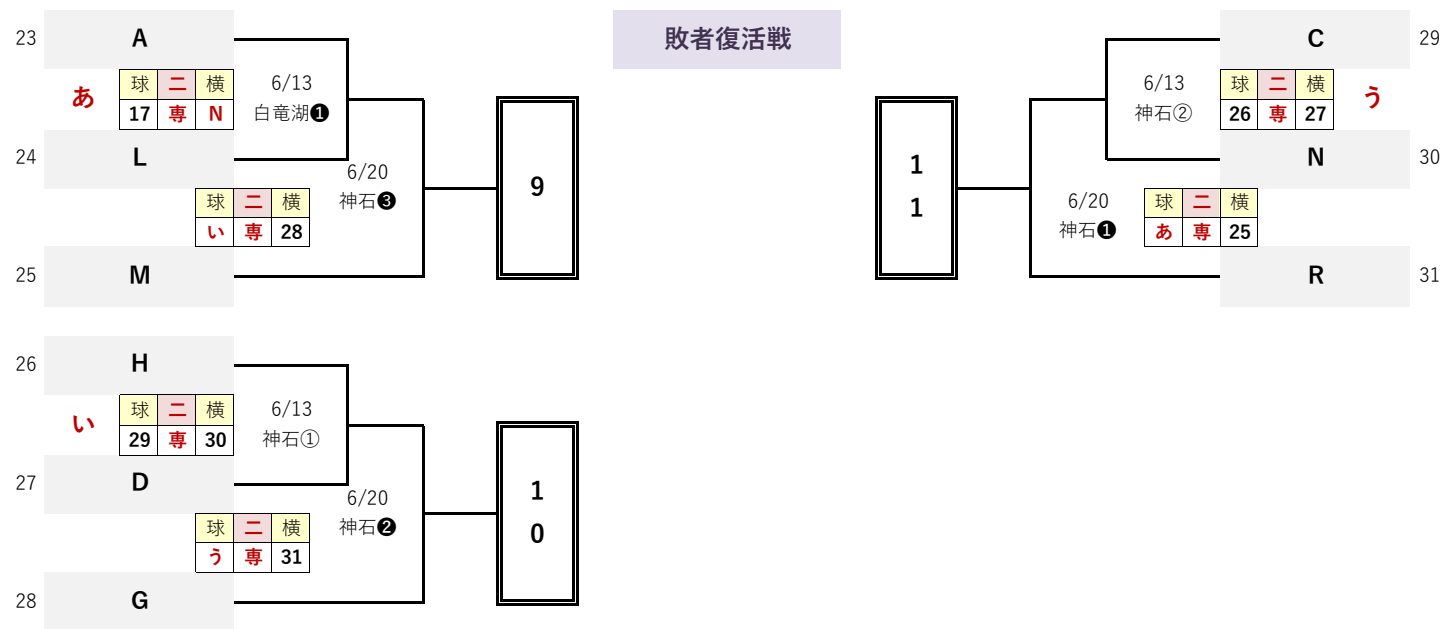 敗者復活戦
23 A
球 二 横
あ
17 専 N
6/13
白竜湖❶
24 L
6/20
神石❸
球 二 横
い 専 28
25 M
9
26 H
球 二 横
い
29 専 30
6/13
神石①
27 D
6/20
神石❷
球 二 横
う 専 31
28 G
1
0
C 29
6/13
神石②
球 二 横
26 専 27
う
N 30
6/20
神石❶
球 二 横
あ 専 25
R 31
1
1